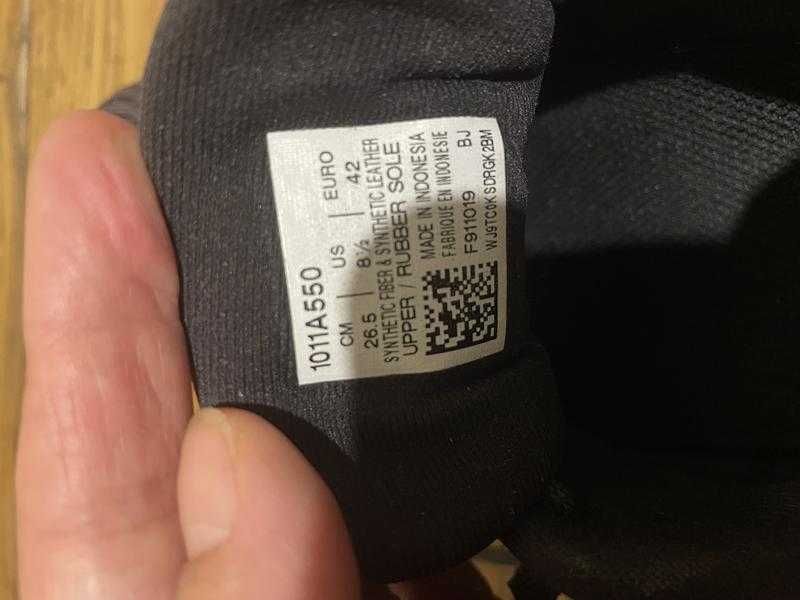 1011A550
CM | US | EURO
26.5 8½ 42
SYNTHETIC FIBER & SYNTHETIC LEATHER
UPPER / RUBBER SOLE
MADE IN INDONESIA
FABRIQUE EN INDONESIE
F911019 BJ
WJ9TC0KSDRGK2BM